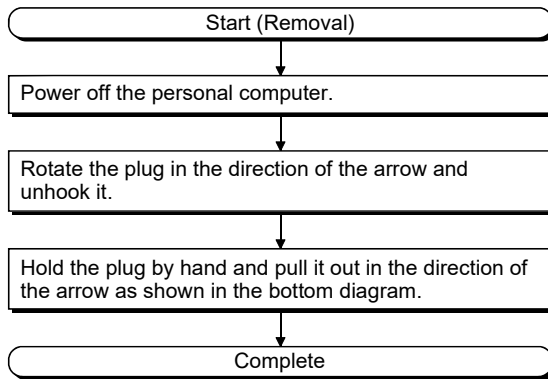 Start (Removal)
Power off the personal computer.
Rotate the plug in the direction of the arrow and
unhook it.
Hold the plug by hand and pull it out in the direction of
the arrow as shown in the bottom diagram.
Complete